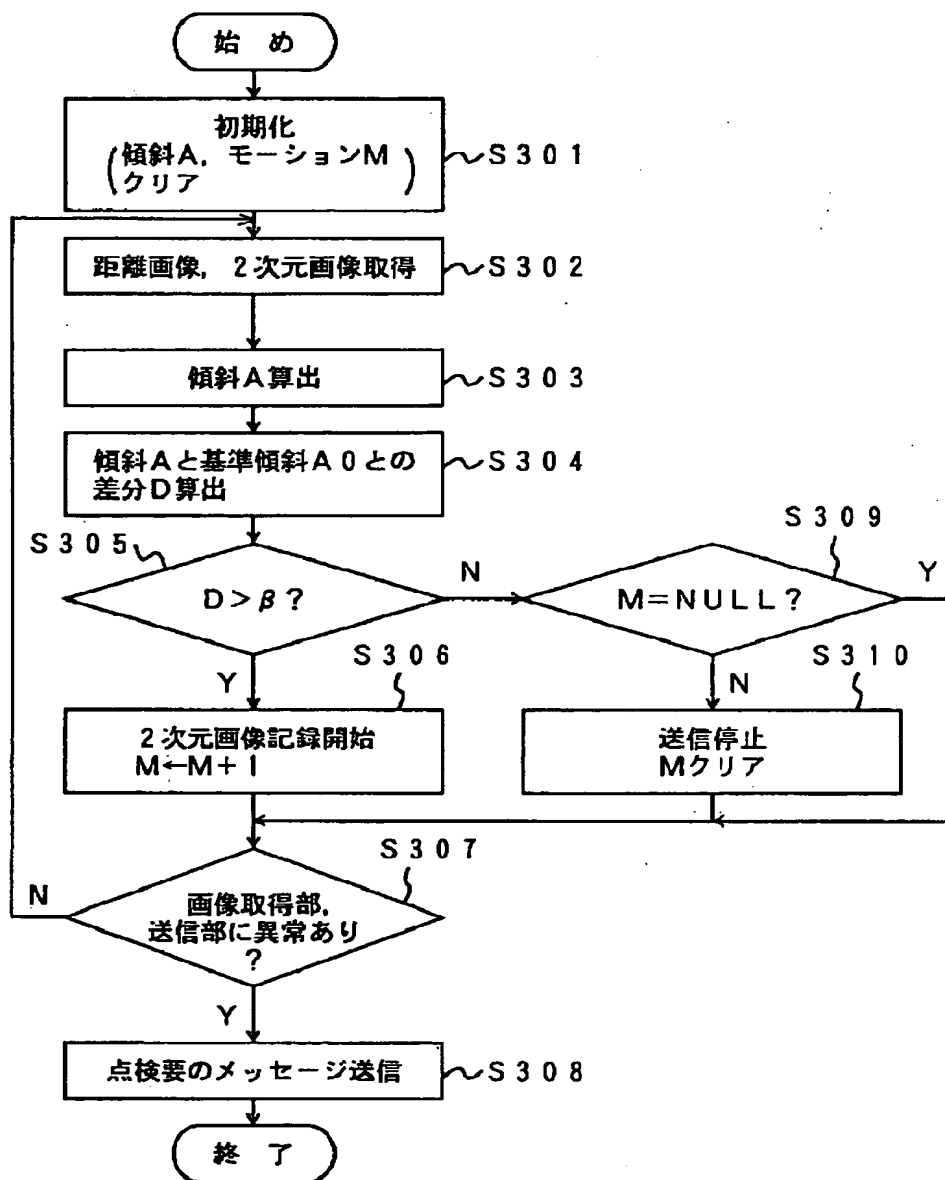 始 め
初期化
(傾斜A, モーションM
クリア)
S301
距離画像, 2次元画像取得
S302
傾斜A算出
S303
傾斜Aと基準傾斜A0との
差分D算出
S304
S305
D>β?
N
Y
S309
M=NULL?
Y
N
S306
2次元画像記録開始
M←M+1
S310
送信停止
Mクリア
S307
画像取得部,
送信部に異常あり
?
N
Y
点検要のメッセージ送信
S308
終 了